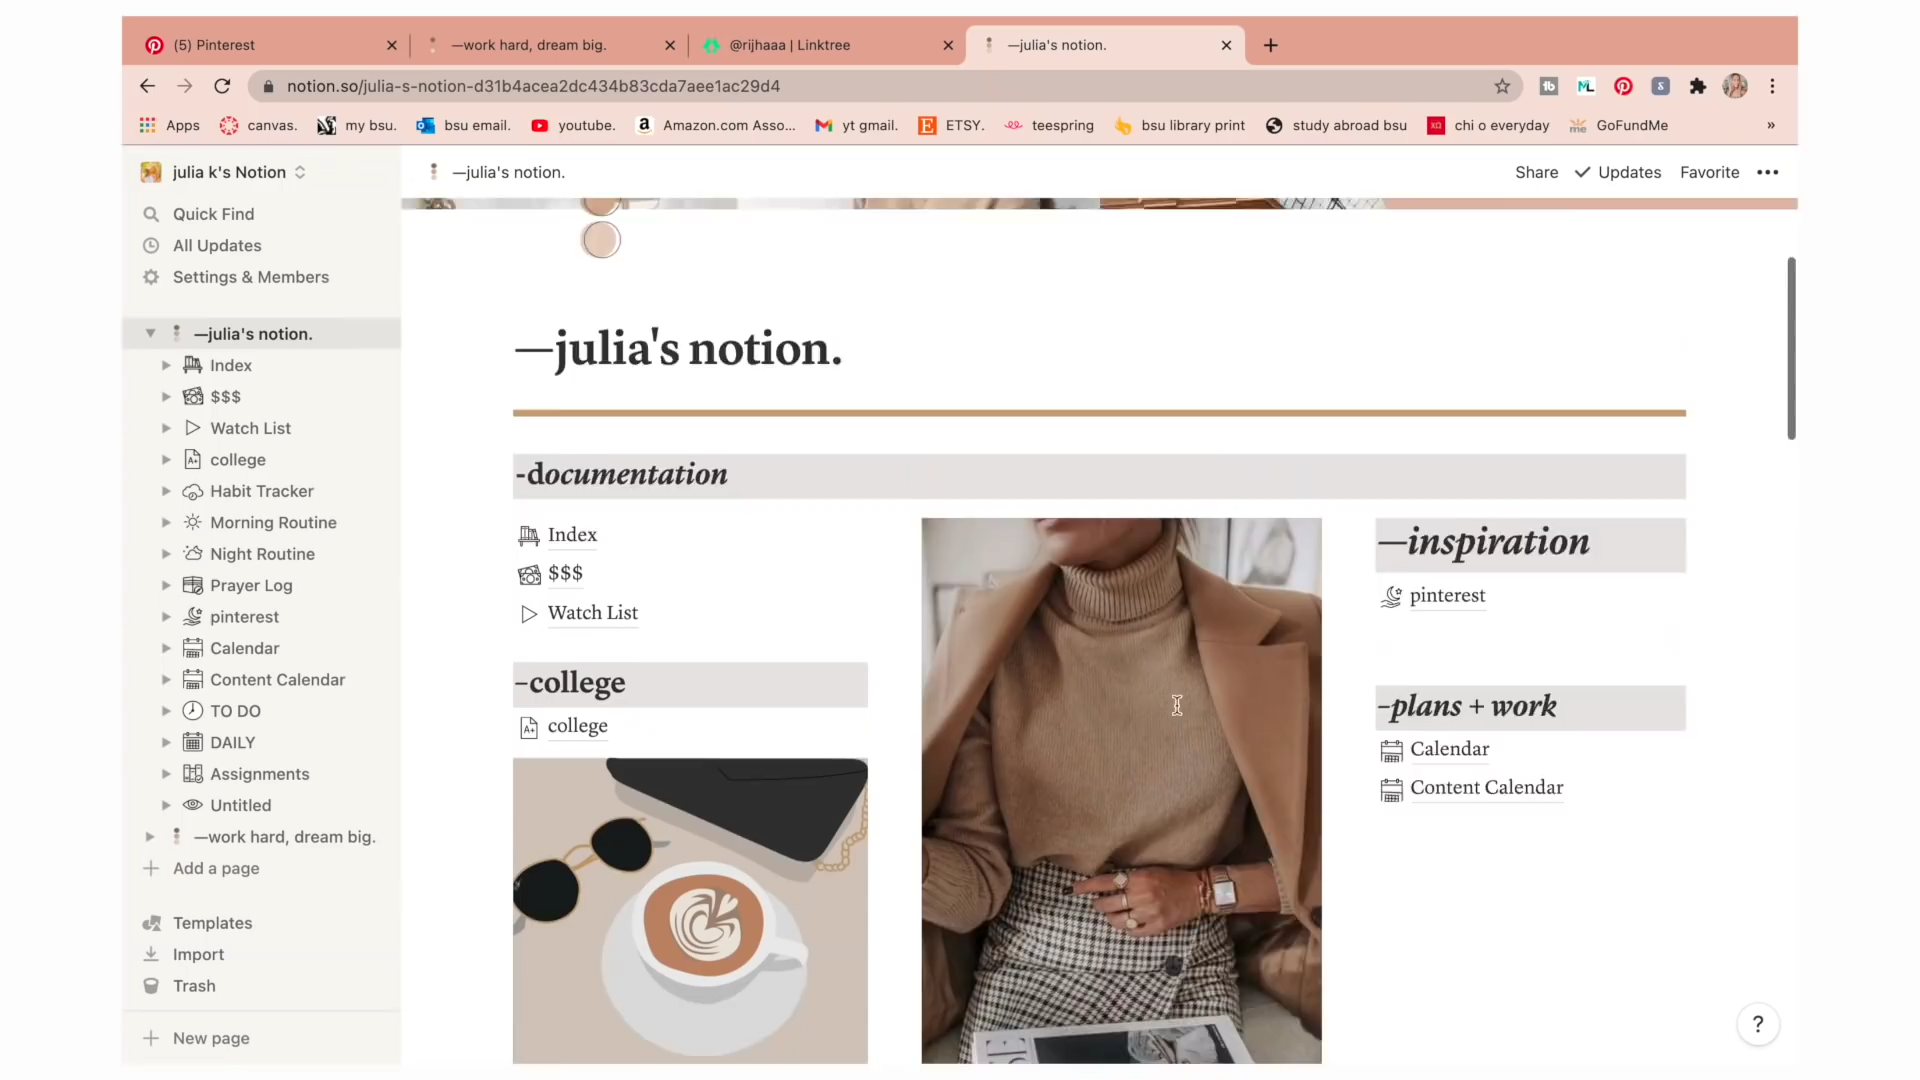 (5) Pinterest
—work hard, dream big.
@rijhaaa | Linktree
—julia's notion.
notion.so/julia-s-notion-d31b4acea2dc434b83cda7aee1ac29d4
Apps
canvas.
my bsu.
bsu email.
youtube.
Amazon.com Asso...
yt gmail.
ETSY.
teespring
bsu library print
study abroad bsu
chi o everyday
GoFundMe
»
julia k's Notion
—julia's notion.
Share
Updates
Favorite
Quick Find
All Updates
Settings & Members
—julia's notion.
Index
$$$
Watch List
college
Habit Tracker
Morning Routine
Night Routine
Prayer Log
pinterest
Calendar
Content Calendar
TO DO
DAILY
Assignments
Untitled
—work hard, dream big.
Add a page
Templates
Import
Trash
New page
—julia's notion.
-documentation
Index
$$$
Watch List
–college
college
—inspiration
pinterest
–plans + work
Calendar
Content Calendar
?